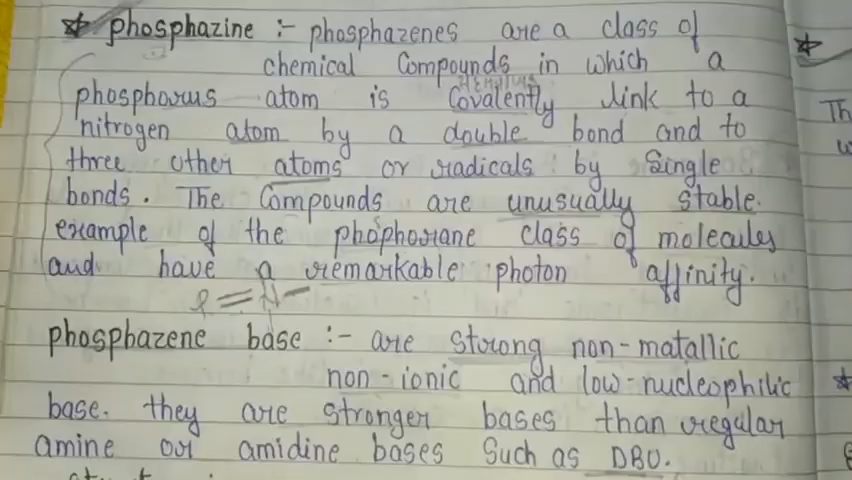 * phosphazine :- phosphazenes are a class of
chemical Compounds in which a
phosphorus atom is Covalently link to a
nitrogen atom by a double bond and to
three other atoms or radicals by Single
bonds. The Compounds are unusually stable.
example of the phophorane class of molecules
and have a remarkable photon affinity.
P=N-
phosphazene base :- are strong non-matallic
non-ionic and low-nucleophilic
base. they are stronger bases than regular
amine or amidine bases Such as DBU.